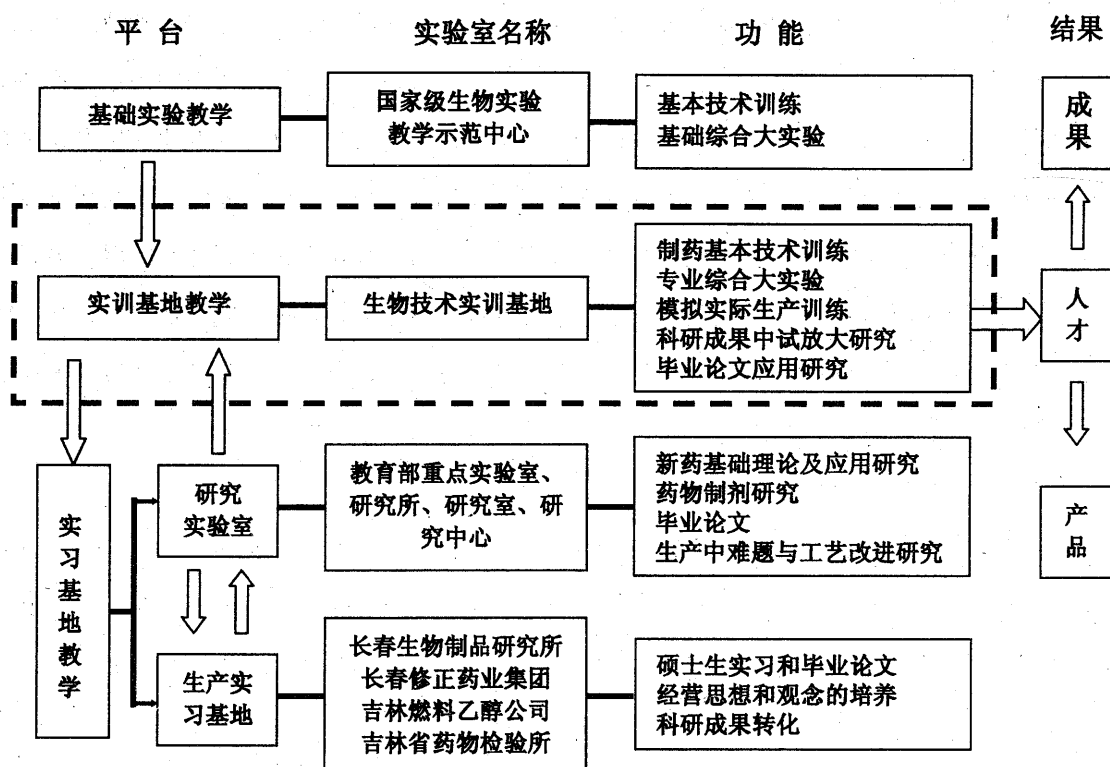 平 台
实验室名称
功 能
结果
基础实验教学
国家级生物实验
教学示范中心
基本技术训练
基础综合大实验
成
果
实训基地教学
生物技术实训基地
制药基本技术训练
专业综合大实验
模拟实际生产训练
科研成果中试放大研究
毕业论文应用研究
人
才
实
习
基
地
教
学
研究
实验室
教育部重点实验室、
研究所、研究室、研
究中心
新药基础理论及应用研究
药物制剂研究
毕业论文
生产中难题与工艺改进研究
产
品
生产实
习基地
长春生物制品研究所
长春修正药业集团
吉林燃料乙醇公司
吉林省药物检验所
硕士生实习和毕业论文
经营思想和观念的培养
科研成果转化